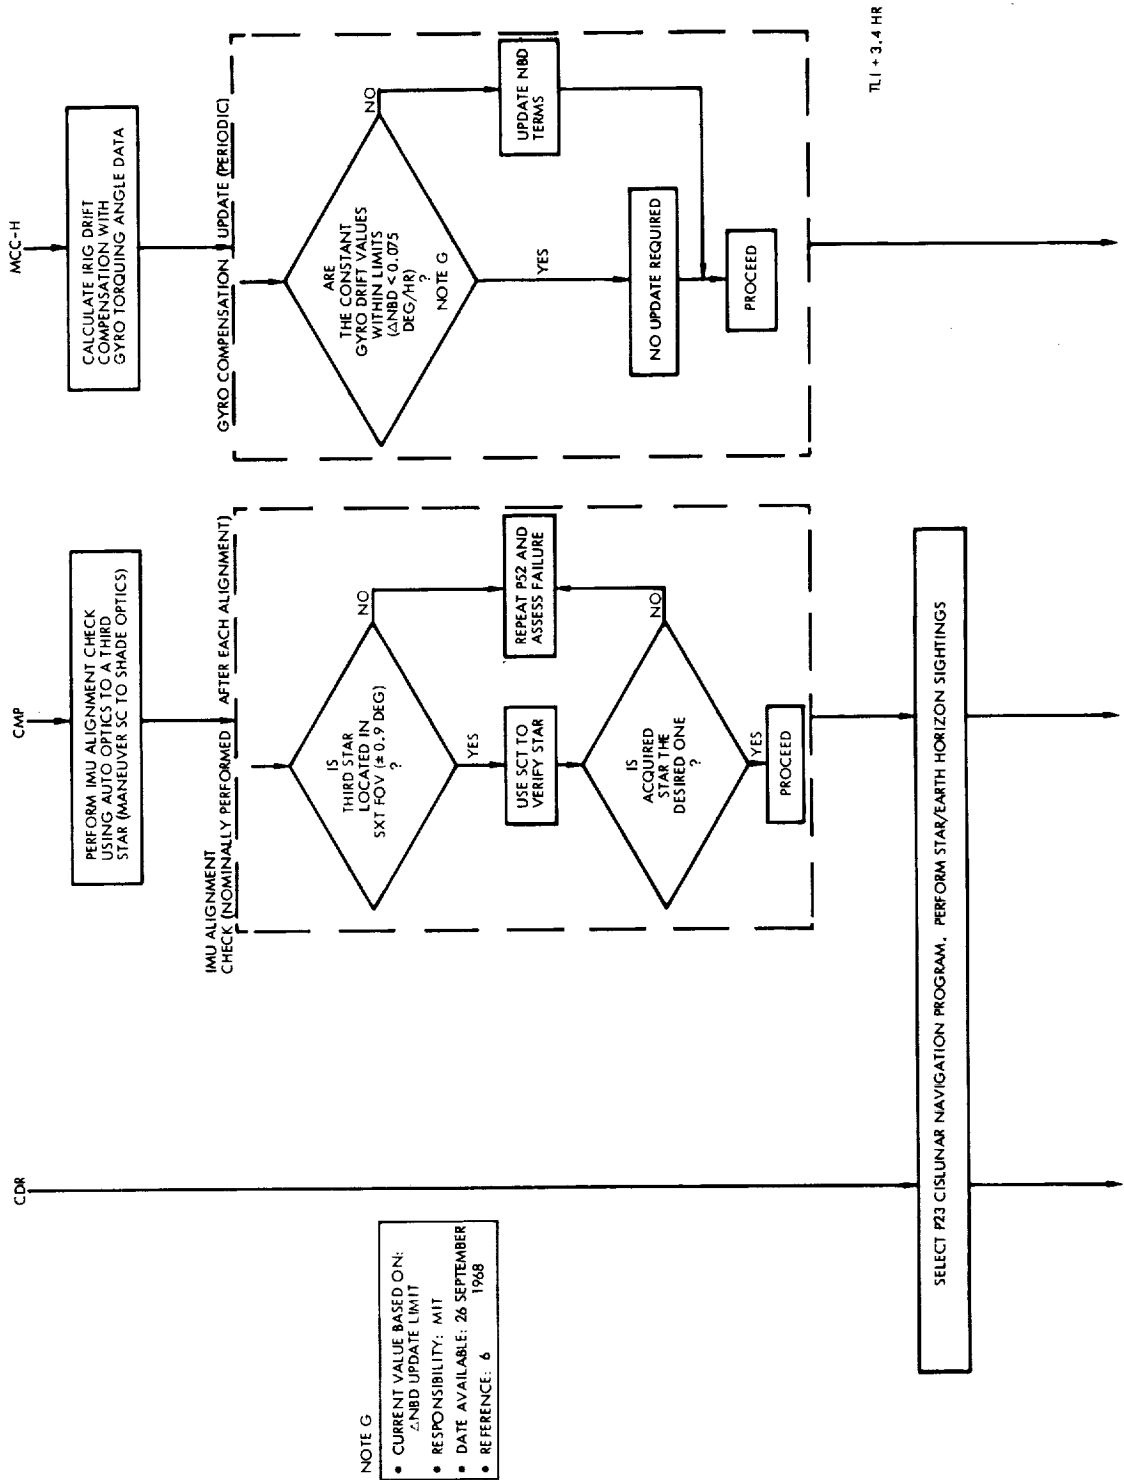 CDR
NOTE G
• CURRENT VALUE BASED ON:
△NBD UPDATE LIMIT
• RESPONSIBILITY: MIT
• DATE AVAILABLE: 26 SEPTEMBER
1968
• REFERENCE: 6
CMP
PERFORM IMU ALIGNMENT CHECK
USING AUTO OPTICS TO A THIRD
STAR (MANEUVER SC TO SHADE OPTICS)
IMU ALIGNMENT
CHECK (NOMINALLY PERFORMED AFTER EACH ALIGNMENT)
IS
THIRD STAR
LOCATED IN
SXT FOV (± 0.9 DEG)
?
NO
YES
USE SCT TO
VERIFY STAR
REPEAT P52 AND
ASSESS FAILURE
IS
ACQUIRED
STAR THE
DESIRED ONE
?
NO
YES
PROCEED
MCC-H
CALCULATE IRIG DRIFT
COMPENSATION WITH
GYRO TORQUING ANGLE DATA
GYRO COMPENSATION UPDATE (PERIODIC)
ARE
THE CONSTANT
GYRO DRIFT VALUES
WITHIN LIMITS
(△NBD < 0.075
DEG/HR)
?
NOTE G
NO
YES
UPDATE NBD
TERMS
NO UPDATE REQUIRED
PROCEED
TLI + 3.4 HR
SELECT P23 CISLUNAR NAVIGATION PROGRAM. PERFORM STAR/EARTH HORIZON SIGHTINGS